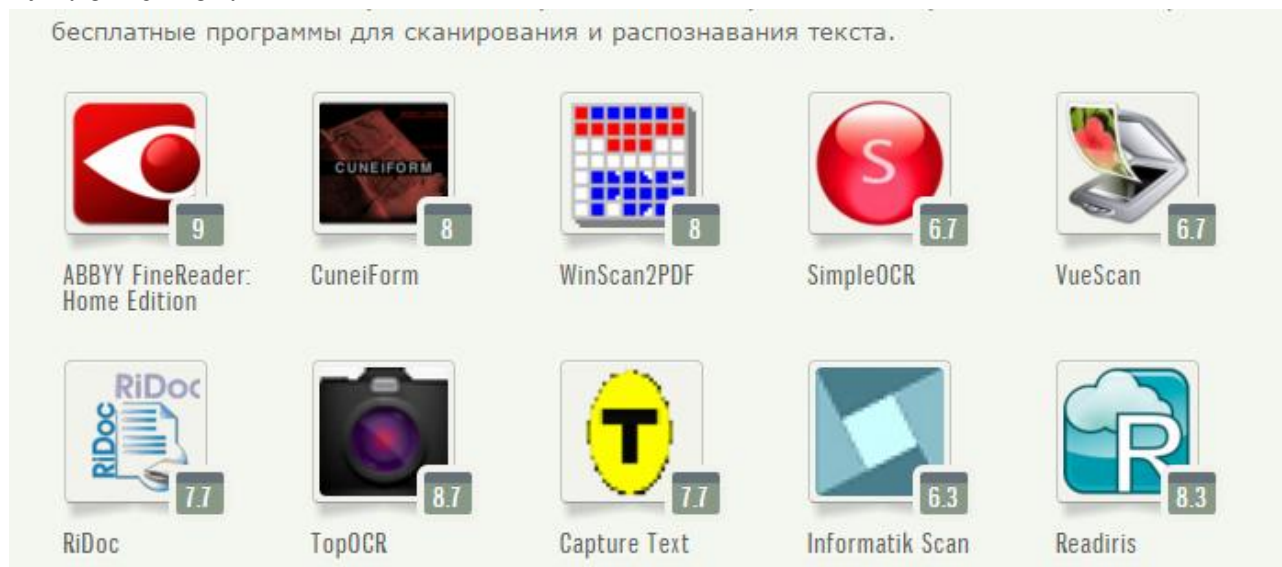 бесплатные программы для сканирования и распознавания текста.
CUNEIFORM
S
9
8
8
6.7
6.7
ABBYY FineReader:
Home Edition
CuneiForm
WinScan2PDF
SimpleOCR
VueScan
RiDoc
RiDoc
T
R
7.7
8.7
7.7
6.3
8.3
RiDoc
TopOCR
Capture Text
Informatik Scan
Readiris